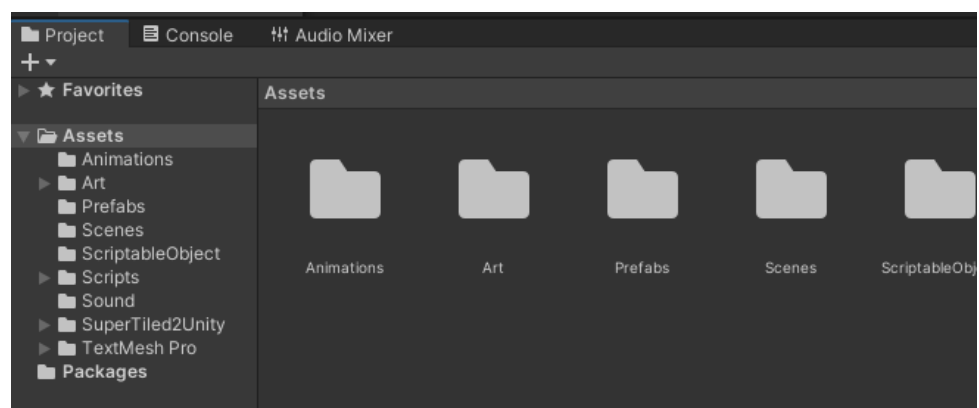 Project Console Audio Mixer
Favorites
Assets
Animations
Art
Prefabs
Scenes
ScriptableObject
Scripts
Sound
SuperTiled2Unity
TextMesh Pro
Packages
Assets
Animations Art Prefabs Scenes ScriptableObj